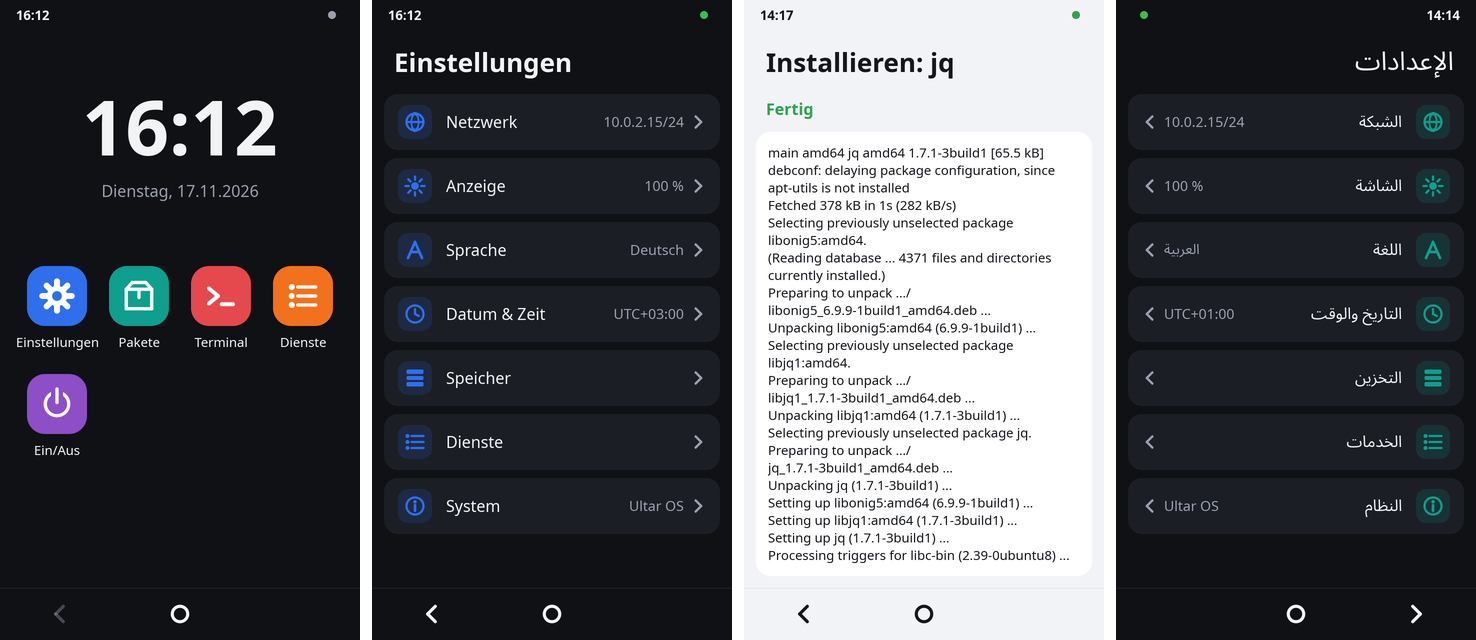 16:12
16:12
Dienstag, 17.11.2026
Einstellungen
Pakete
Terminal
Dienste
Ein/Aus
16:12
Einstellungen
Netzwerk 10.0.2.15/24
Anzeige 100 %
Sprache Deutsch
Datum & Zeit UTC+03:00
Speicher
Dienste
System Ultar OS
14:17
Installieren: jq
Fertig
main amd64 jq amd64 1.7.1-3build1 [65.5 kB]
debconf: delaying package configuration, since
apt-utils is not installed
Fetched 378 kB in 1s (282 kB/s)
Selecting previously unselected package
libonig5:amd64.
(Reading database ... 4371 files and directories
currently installed.)
Preparing to unpack .../
libonig5_6.9.9-1build1_amd64.deb ...
Unpacking libonig5:amd64 (6.9.9-1build1) ...
Selecting previously unselected package
libjq1:amd64.
Preparing to unpack .../
libjq1_1.7.1-3build1_amd64.deb ...
Unpacking libjq1:amd64 (1.7.1-3build1) ...
Selecting previously unselected package jq.
Preparing to unpack .../
jq_1.7.1-3build1_amd64.deb ...
Unpacking jq (1.7.1-3build1) ...
Setting up libonig5:amd64 (6.9.9-1build1) ...
Setting up libjq1:amd64 (1.7.1-3build1) ...
Setting up jq (1.7.1-3build1) ...
Processing triggers for libc-bin (2.39-0ubuntu8) ...
14:14
الإعدادات
الشبكة 10.0.2.15/24
الشاشة 100 %
اللغة العربية
التاريخ والوقت UTC+01:00
التخزين
الخدمات
النظام Ultar OS